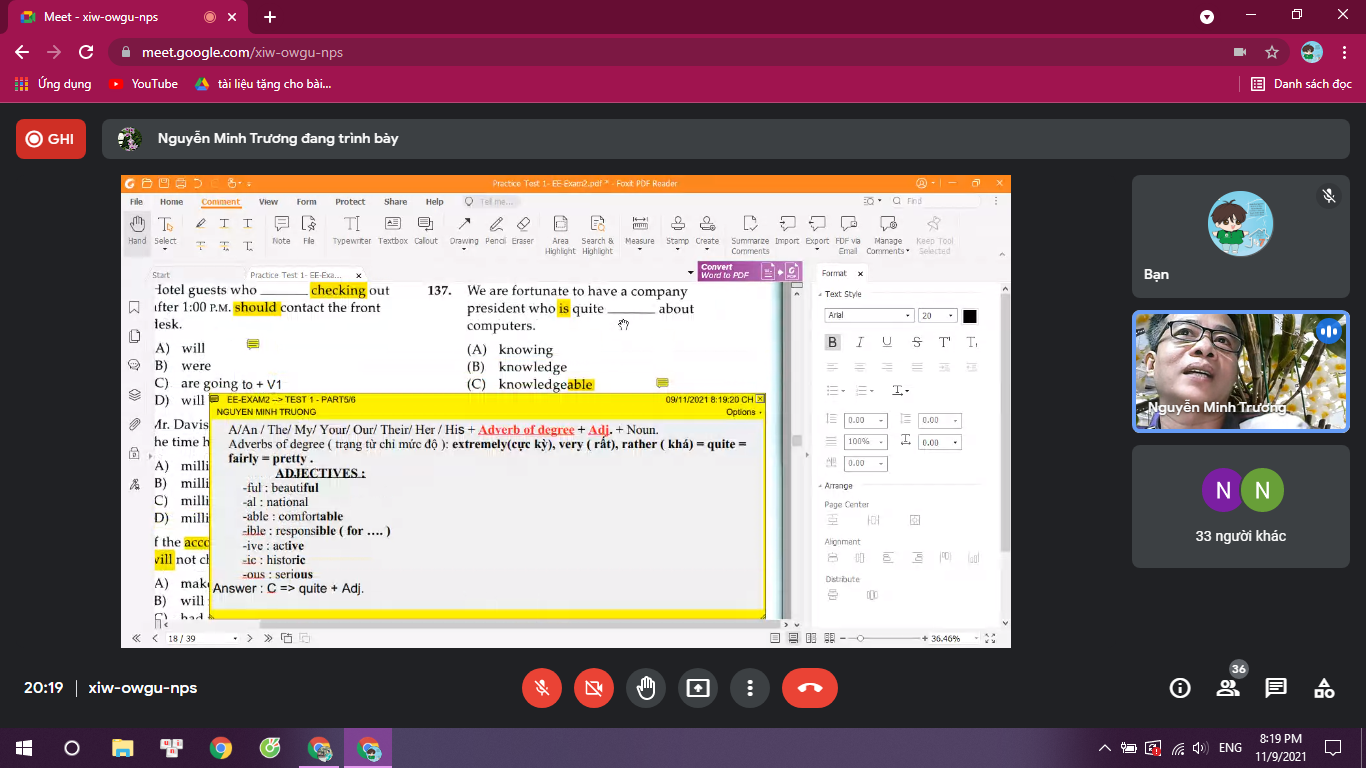 Meet - xiw-owgu-nps
meet.google.com/xiw-owgu-nps
Ứng dụng
YouTube
tài liệu tặng cho bài...
Danh sách đọc
GHI
Nguyễn Minh Trương đang trình bày
Practice Test 1- EE-Exam2.pdf * - Foxit PDF Reader
File Home Comment View Form Protect Share Help Tell me... Find
Hand
Select
Note
File
Typewriter
Textbox
Callout
Drawing
Pencil
Eraser
Area Highlight
Search & Highlight
Measure
Stamp
Create
Summarize Comments
Import
Export
FDF via Email
Manage Comments
Keep Tool Selected
Start
Practice Test 1- EE-Exa...
Convert
Word to PDF
Hotel guests who ______ checking out
after 1:00 P.M. should contact the front
desk.
A) will
B) were
C) are going to + V1
D) will
Mr. Davis
the time h
A) milli
B) milli
C) milli
D) milli
f the acco
will not ch
A) mak
B) will
C) had
137. We are fortunate to have a company
president who is quite ______ about
computers.
(A) knowing
(B) knowledge
(C) knowledgeable
EE-EXAM2 --> TEST 1 - PART5/6
09/11/2021 8:19:20 CH
NGUYEN MINH TRUONG
Options
A/An / The/ My/ Your/ Our/ Their/ Her / His + Adverb of degree + Adj. + Noun.
Adverbs of degree ( trạng từ chỉ mức độ ): extremely(cực kỳ), very ( rất), rather ( khá) = quite =
fairly = pretty .
ADJECTIVES :
-ful : beautiful
-al : national
-able : comfortable
-ible : responsible ( for .... )
-ive : active
-ic : historic
-ous : serious
Answer : C => quite + Adj.
Format
Text Style
Arial
20
B I U S T T
0.00
0.00
100%
0.00
0.00
Arrange
Page Center
Alignment
Distribute
18 / 39
36.46%
Bạn
Nguyễn Minh Trương
N
N
33 người khác
20:19
xiw-owgu-nps
36
ENG
8:19 PM
11/9/2021